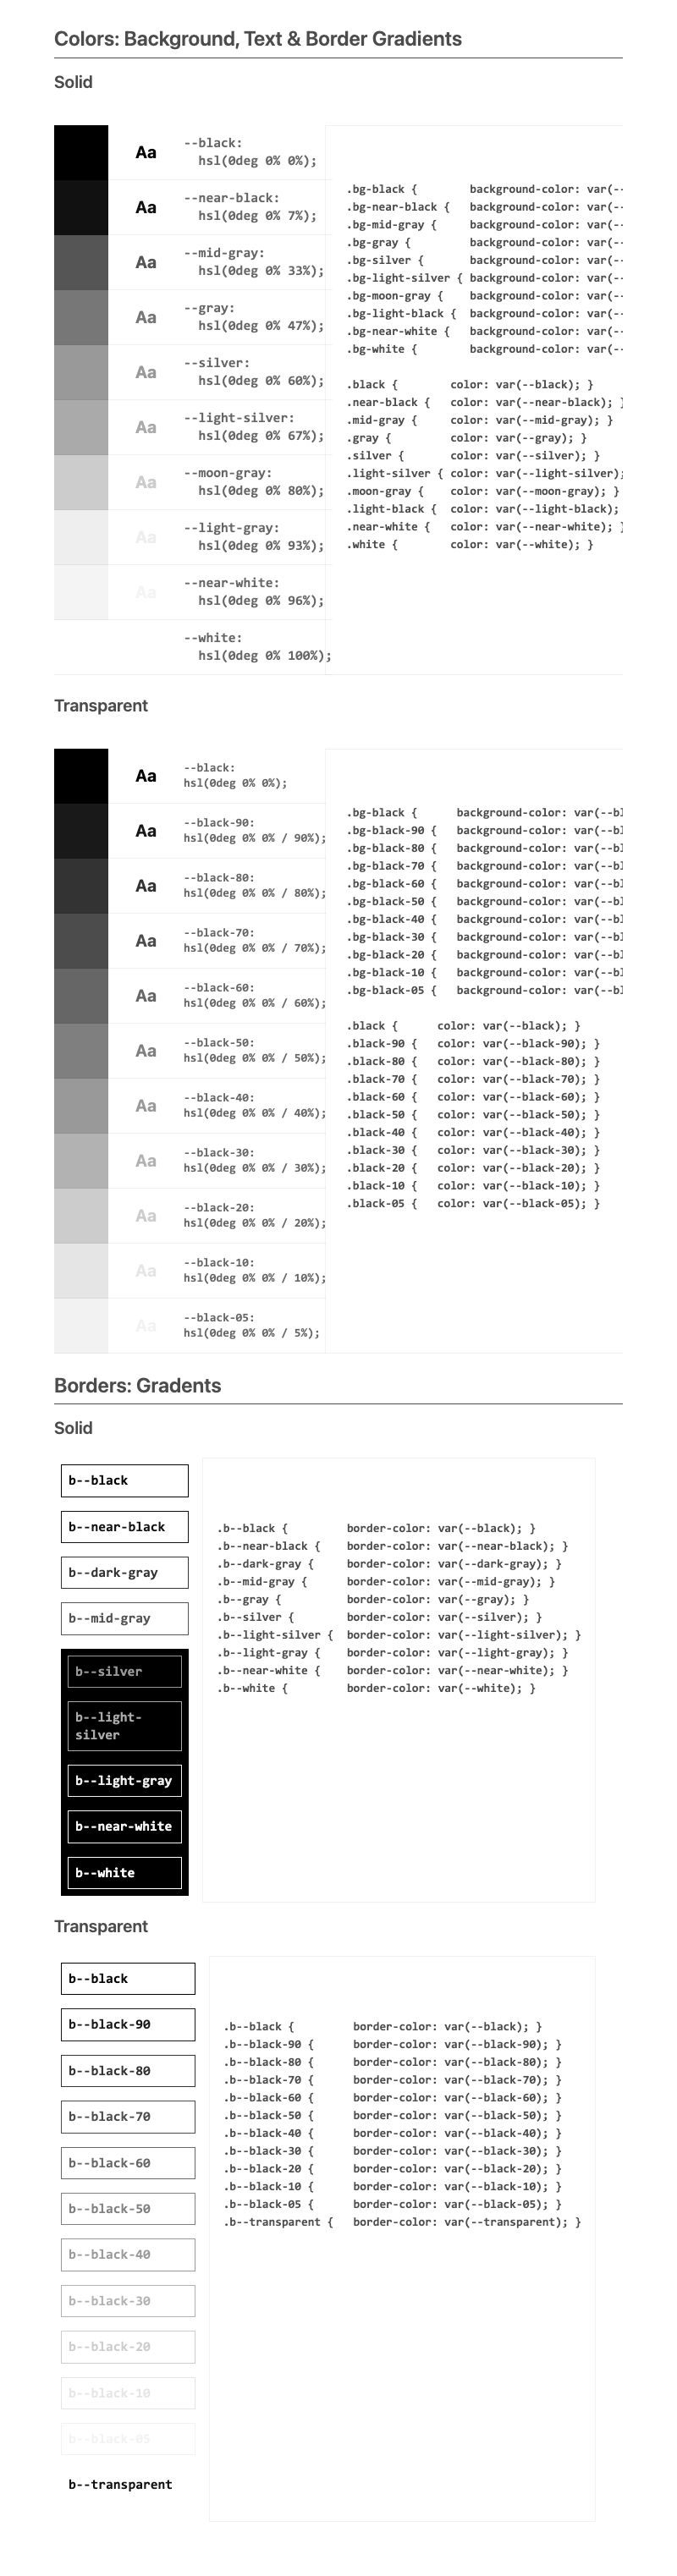 Colors: Background, Text & Border Gradients
Solid
Aa
--black:
hsl(0deg 0% 0%);
Aa
--near-black:
hsl(0deg 0% 7%);
Aa
--mid-gray:
hsl(0deg 0% 33%);
Aa
--gray:
hsl(0deg 0% 47%);
Aa
--silver:
hsl(0deg 0% 60%);
Aa
--light-silver:
hsl(0deg 0% 67%);
Aa
--moon-gray:
hsl(0deg 0% 80%);
Aa
--light-gray:
hsl(0deg 0% 93%);
Aa
--near-white:
hsl(0deg 0% 96%);
--white:
hsl(0deg 0% 100%);
.bg-black { background-color: var(--
.bg-near-black { background-color: var(--
.bg-mid-gray { background-color: var(--
.bg-gray { background-color: var(--
.bg-silver { background-color: var(--
.bg-light-silver { background-color: var(--
.bg-moon-gray { background-color: var(--
.bg-light-black { background-color: var(--
.bg-near-white { background-color: var(--
.bg-white { background-color: var(--
.black { color: var(--black); }
.near-black { color: var(--near-black); }
.mid-gray { color: var(--mid-gray); }
.gray { color: var(--gray); }
.silver { color: var(--silver); }
.light-silver { color: var(--light-silver);
.moon-gray { color: var(--moon-gray); }
.light-black { color: var(--light-black);
.near-white { color: var(--near-white); }
.white { color: var(--white); }
Transparent
Aa
--black:
hsl(0deg 0% 0%);
Aa
--black-90:
hsl(0deg 0% 0% / 90%);
Aa
--black-80:
hsl(0deg 0% 0% / 80%);
Aa
--black-70:
hsl(0deg 0% 0% / 70%);
Aa
--black-60:
hsl(0deg 0% 0% / 60%);
Aa
--black-50:
hsl(0deg 0% 0% / 50%);
Aa
--black-40:
hsl(0deg 0% 0% / 40%);
Aa
--black-30:
hsl(0deg 0% 0% / 30%);
Aa
--black-20:
hsl(0deg 0% 0% / 20%);
Aa
--black-10:
hsl(0deg 0% 0% / 10%);
Aa
--black-05:
hsl(0deg 0% 0% / 5%);
.bg-black { background-color: var(--bl
.bg-black-90 { background-color: var(--bl
.bg-black-80 { background-color: var(--bl
.bg-black-70 { background-color: var(--bl
.bg-black-60 { background-color: var(--bl
.bg-black-50 { background-color: var(--bl
.bg-black-40 { background-color: var(--bl
.bg-black-30 { background-color: var(--bl
.bg-black-20 { background-color: var(--bl
.bg-black-10 { background-color: var(--bl
.bg-black-05 { background-color: var(--bl
.black { color: var(--black); }
.black-90 { color: var(--black-90); }
.black-80 { color: var(--black-80); }
.black-70 { color: var(--black-70); }
.black-60 { color: var(--black-60); }
.black-50 { color: var(--black-50); }
.black-40 { color: var(--black-40); }
.black-30 { color: var(--black-30); }
.black-20 { color: var(--black-20); }
.black-10 { color: var(--black-10); }
.black-05 { color: var(--black-05); }
Borders: Gradents
Solid
b--black
b--near-black
b--dark-gray
b--mid-gray
b--silver
b--light-
silver
b--light-gray
b--near-white
b--white
.b--black { border-color: var(--black); }
.b--near-black { border-color: var(--near-black); }
.b--dark-gray { border-color: var(--dark-gray); }
.b--mid-gray { border-color: var(--mid-gray); }
.b--gray { border-color: var(--gray); }
.b--silver { border-color: var(--silver); }
.b--light-silver { border-color: var(--light-silver); }
.b--light-gray { border-color: var(--light-gray); }
.b--near-white { border-color: var(--near-white); }
.b--white { border-color: var(--white); }
Transparent
b--black
b--black-90
b--black-80
b--black-70
b--black-60
b--black-50
b--black-40
b--black-30
b--black-20
b--black-10
b--black-05
b--transparent
.b--black { border-color: var(--black); }
.b--black-90 { border-color: var(--black-90); }
.b--black-80 { border-color: var(--black-80); }
.b--black-70 { border-color: var(--black-70); }
.b--black-60 { border-color: var(--black-60); }
.b--black-50 { border-color: var(--black-50); }
.b--black-40 { border-color: var(--black-40); }
.b--black-30 { border-color: var(--black-30); }
.b--black-20 { border-color: var(--black-20); }
.b--black-10 { border-color: var(--black-10); }
.b--black-05 { border-color: var(--black-05); }
.b--transparent { border-color: var(--transparent); }